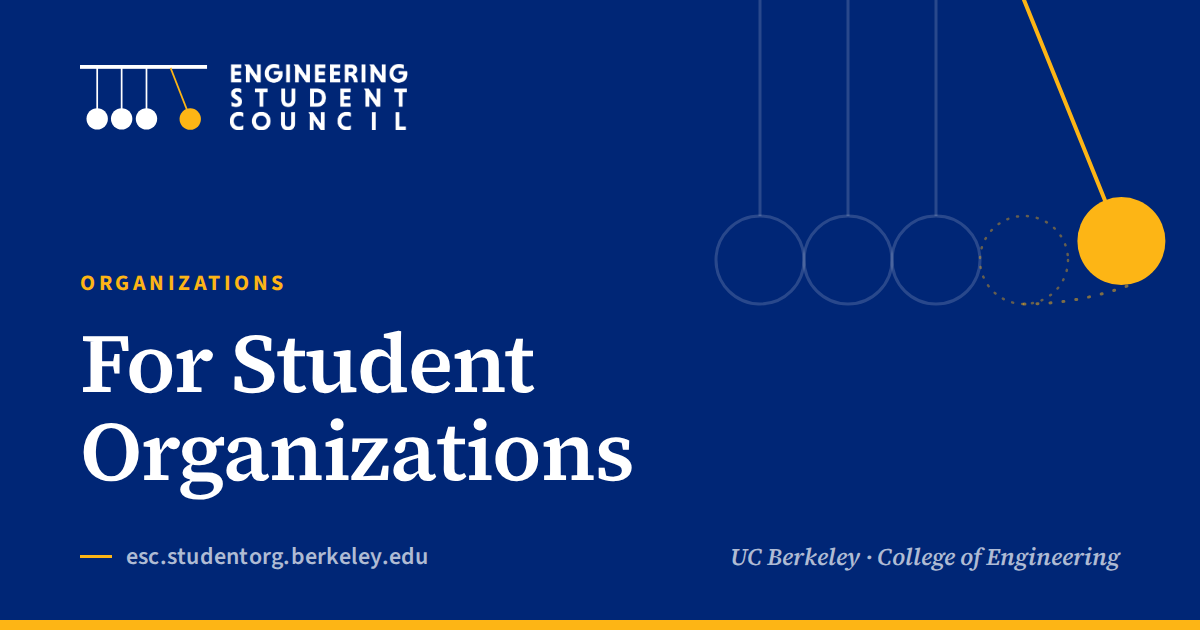 ENGINEERING
STUDENT
COUNCIL
ORGANIZATIONS
For Student
Organizations
esc.studentorg.berkeley.edu
UC Berkeley · College of Engineering